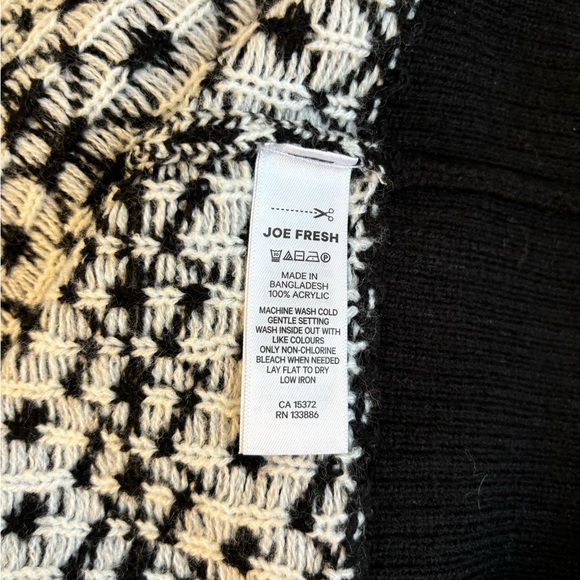 JOE FRESH
MADE IN
BANGLADESH
100% ACRYLIC
MACHINE WASH COLD
GENTLE SETTING
WASH INSIDE OUT WITH
LIKE COLOURS
ONLY NON-CHLORINE
BLEACH WHEN NEEDED
LAY FLAT TO DRY
LOW IRON
CA 15372
RN 133886